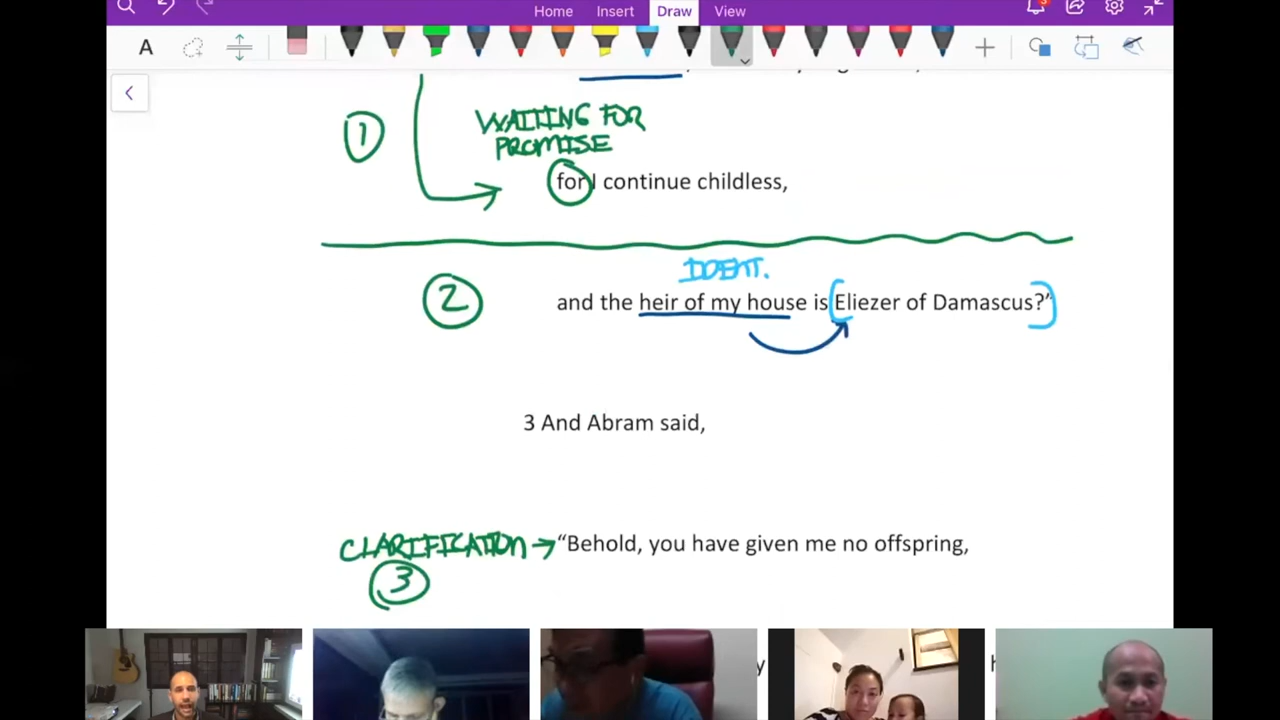 Home Insert Draw View
3
A
1
WAITING FOR
PROMISE
for I continue childless,
IDENT.
2
and the heir of my house is [Eliezer of Damascus?"]
3 And Abram said,
CLARIFICATION → "Behold, you have given me no offspring,
3